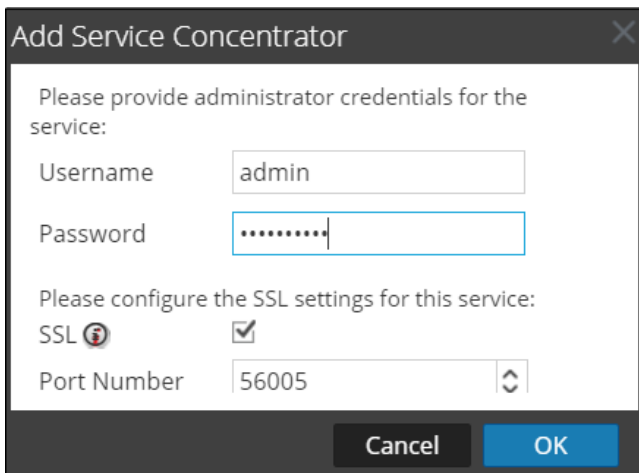 Add Service Concentrator
Please provide administrator credentials for the
service:
Username admin
Password ••••••••••
Please configure the SSL settings for this service:
SSL
Port Number 56005
Cancel OK